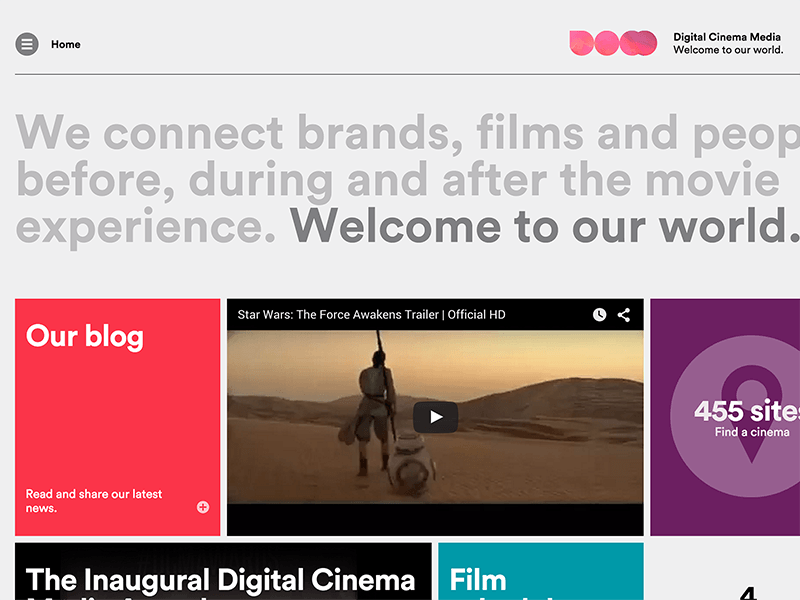 Home
Digital Cinema Media
Welcome to our world.
We connect brands, films and peop
before, during and after the movie
experience. Welcome to our world.
Our blog
Read and share our latest
news.
Star Wars: The Force Awakens Trailer | Official HD
455 sites
Find a cinema
The Inaugural Digital Cinema
Film
4